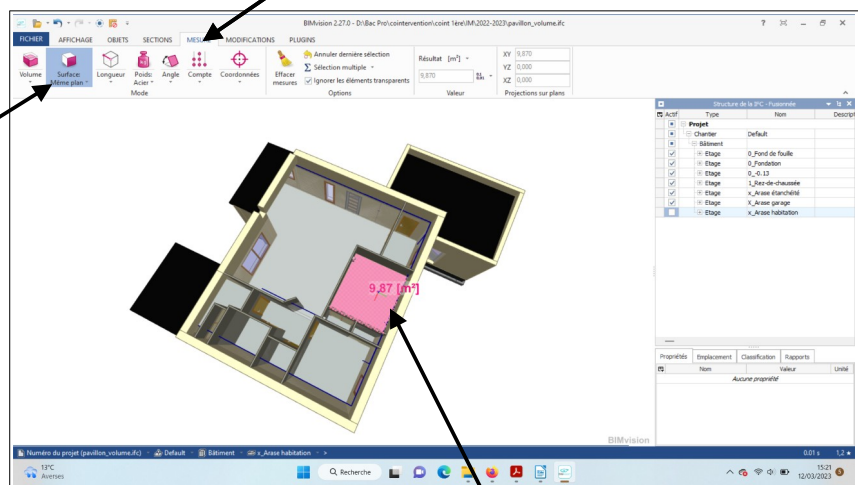 BIMvision 2.27.0 - D:\Bac Pro\cointervention\coint 1ère\IM\2022-2023\pavillon_volume.ifc
FICHIER AFFICHAGE OBJETS SECTIONS MODIFICATIONS PLUGINS
Volume Surface: Même plan Longueur Poids: Acier Angle Compte Coordonnées
Mode
Effacer mesures
Annuler dernière sélection
Sélection multiple
Ignorer les éléments transparents
Options
Résultat [m²]
9,870
Valeur
XY 9,870
YZ 0,000
XZ 0,000
Projections sur plans
Structure de la IFC - Fusionnée
Actif Type Nom Descript
Projet
Chantier Default
Bâtiment
Etage 0_Fond de fouille
Etage 0_Fondation
Etage 0_-0.13
Etage 1_Rez-de-chaussée
Etage x_Arase étanchéité
Etage X_Arase garage
Etage x_Arase habitation
9,87 [m²]
Propriétés Emplacement Classification Rapports
Nom Valeur Unité
Aucune propriété
BIMvision
Numéro du projet (pavillon_volume.ifc) Default Bâtiment x_Arase habitation
0.01 s 1,2
13°C
Averses
Recherche
15:21
12/03/2023